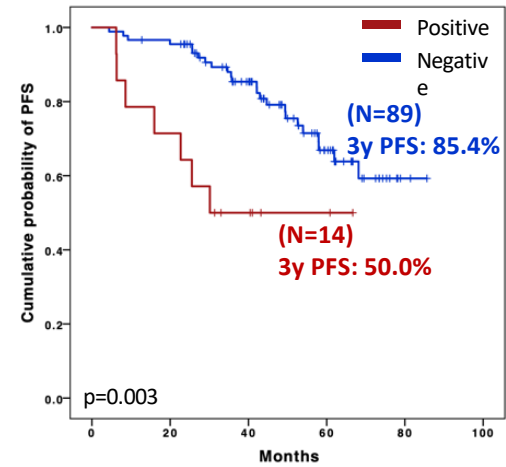 Positive
Negativ
e
(N=89)
3y PFS: 85.4%
(N=14)
3y PFS: 50.0%
p=0.003
Cumulative probability of PFS
1.0
0.8
0.6
0.4
0.2
0.0
0 20 40 60 80 100
Months